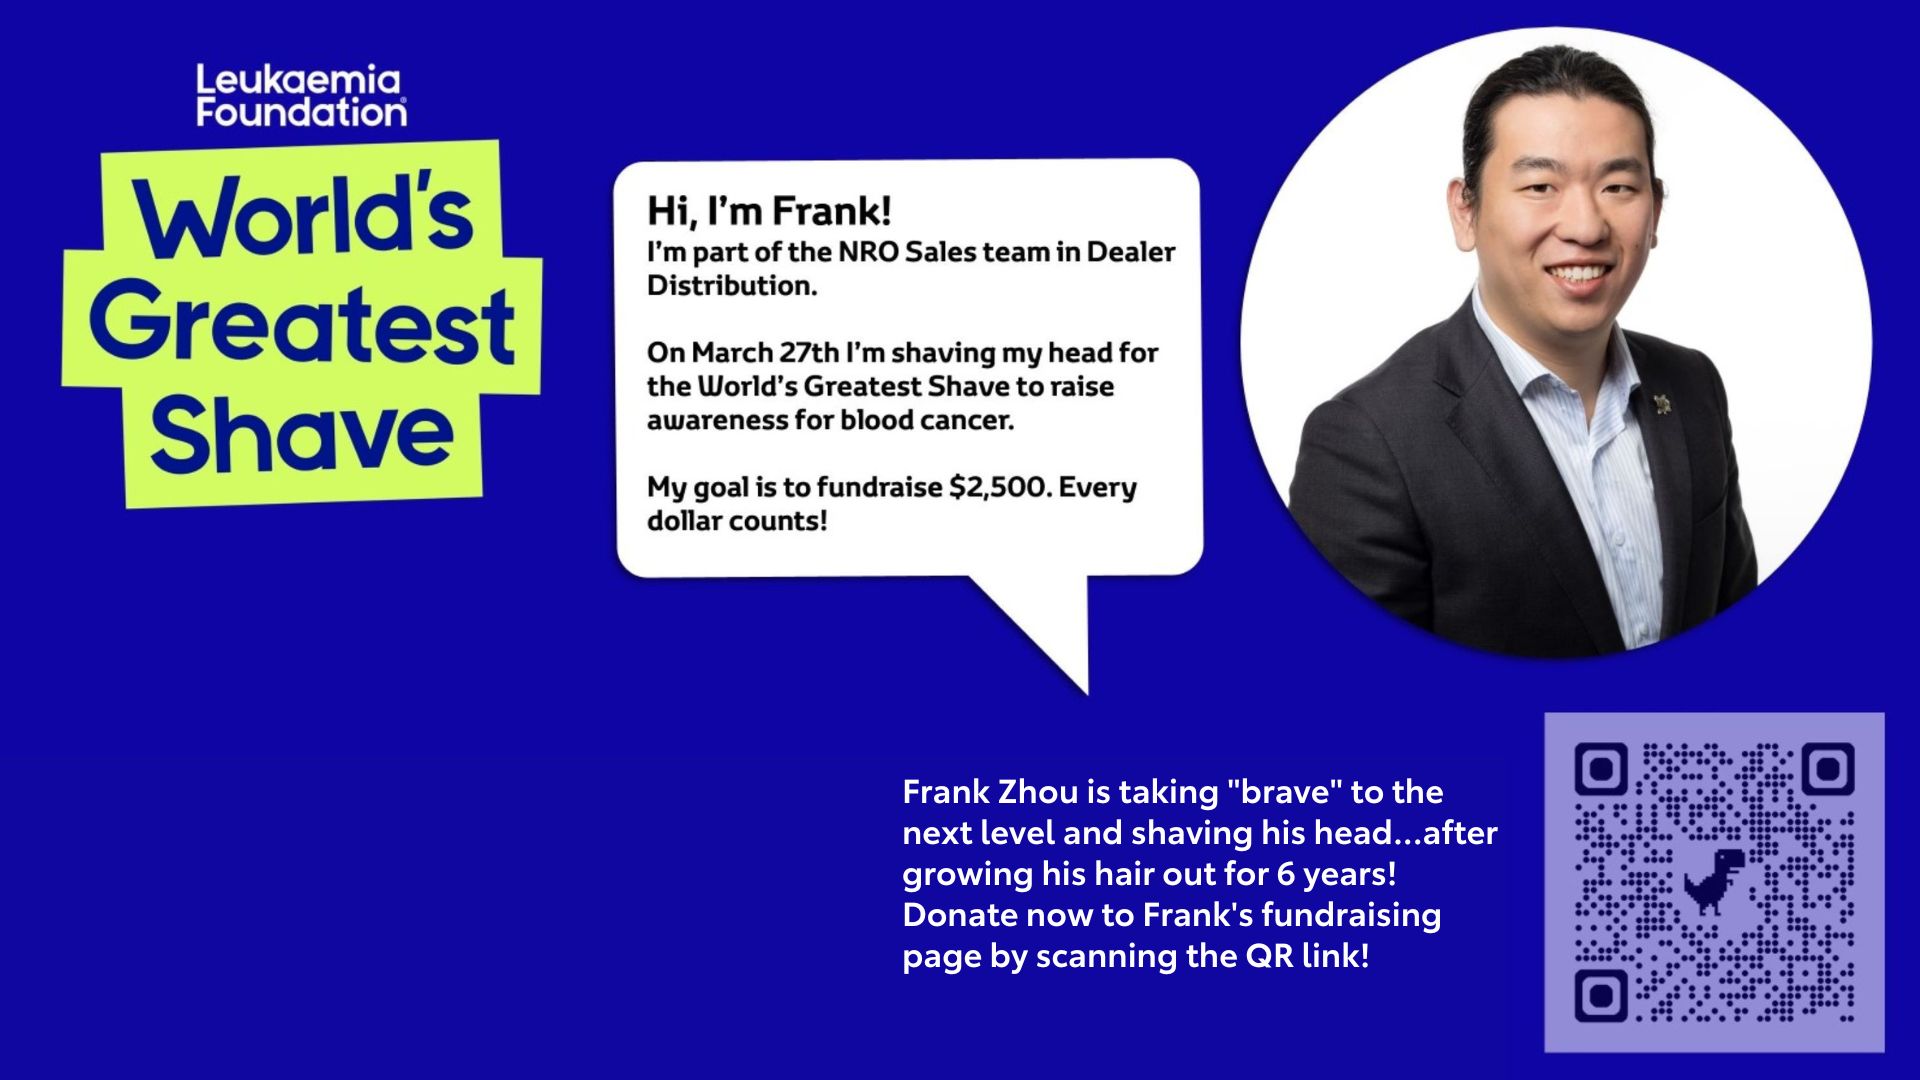 Leukaemia
Foundation
World's
Greatest
Shave
Hi, I'm Frank!
I'm part of the NRO Sales team in Dealer
Distribution.
On March 27th I'm shaving my head for
the World's Greatest Shave to raise
awareness for blood cancer.
My goal is to fundraise $2,500. Every
dollar counts!
Frank Zhou is taking "brave" to the
next level and shaving his head...after
growing his hair out for 6 years!
Donate now to Frank's fundraising
page by scanning the QR link!